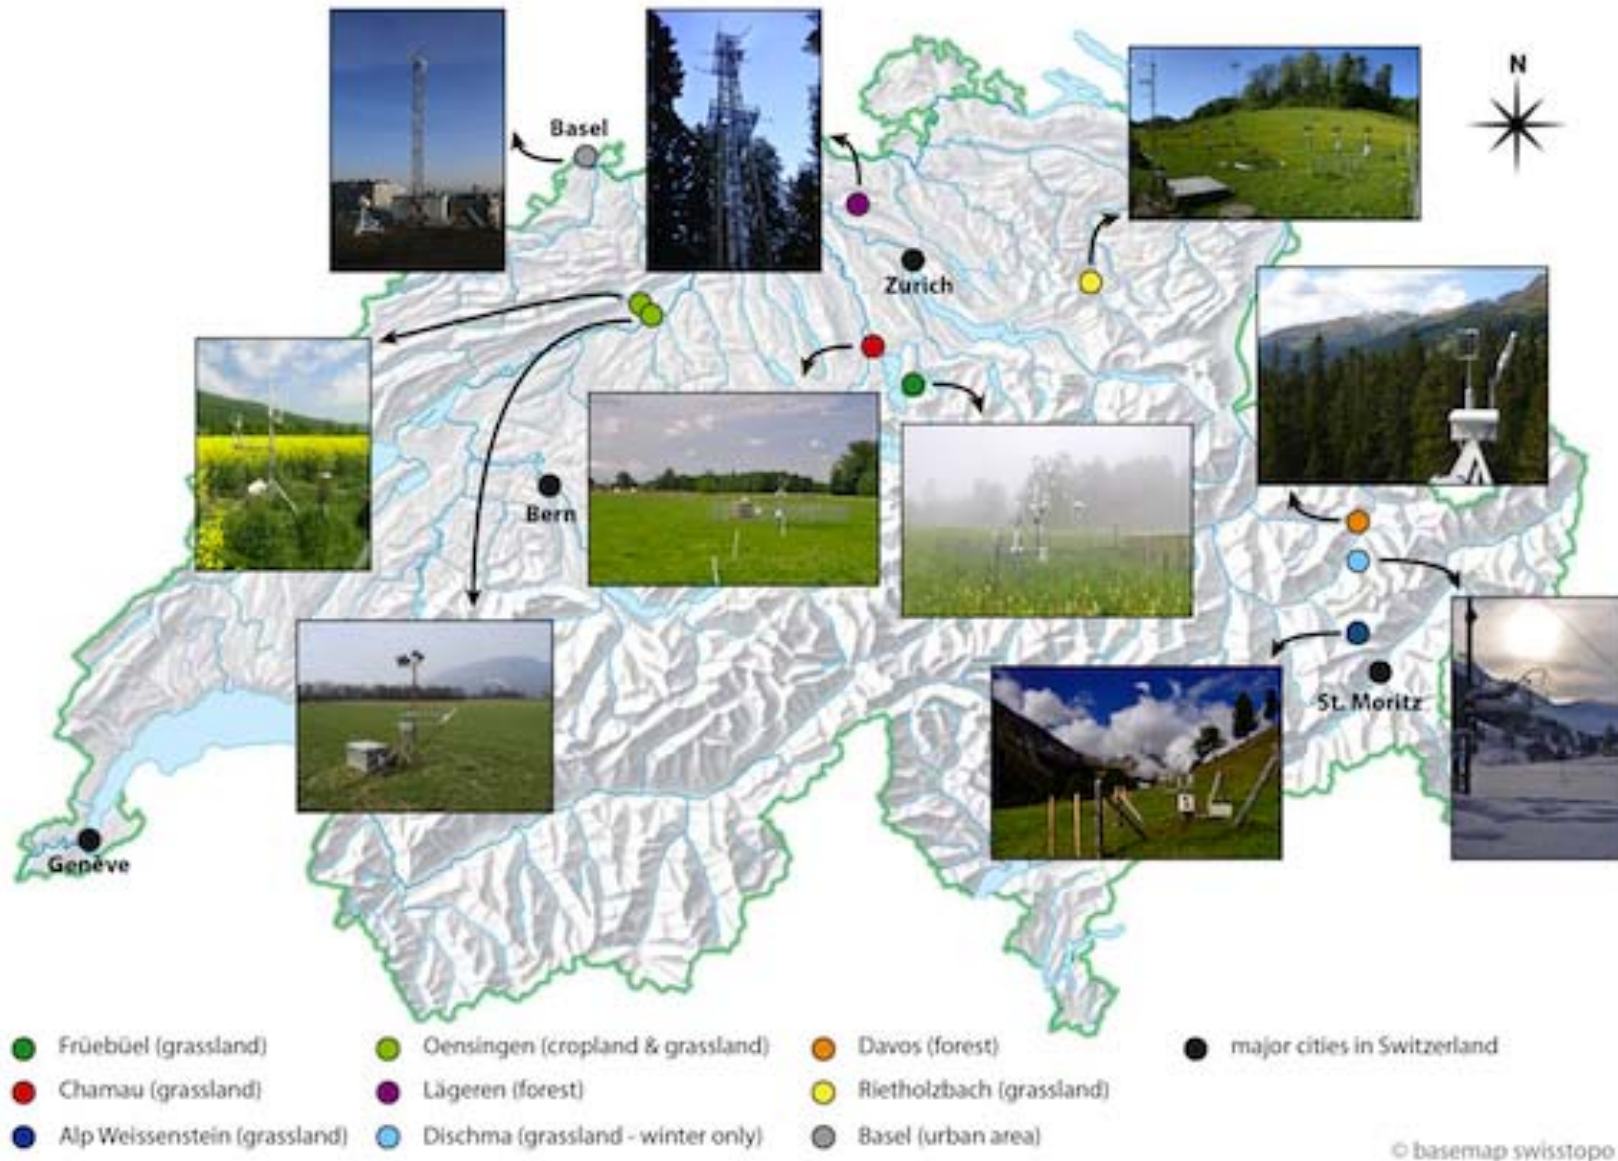 N
Basel
Zurich
Bern
St. Moritz
Genève
Früebüel (grassland)
Oensingen (cropland & grassland)
Davos (forest)
major cities in Switzerland
Chamau (grassland)
Lägeren (forest)
Rietholzbach (grassland)
Alp Weissenstein (grassland)
Dischma (grassland - winter only)
Basel (urban area)
© basemap swisstopo